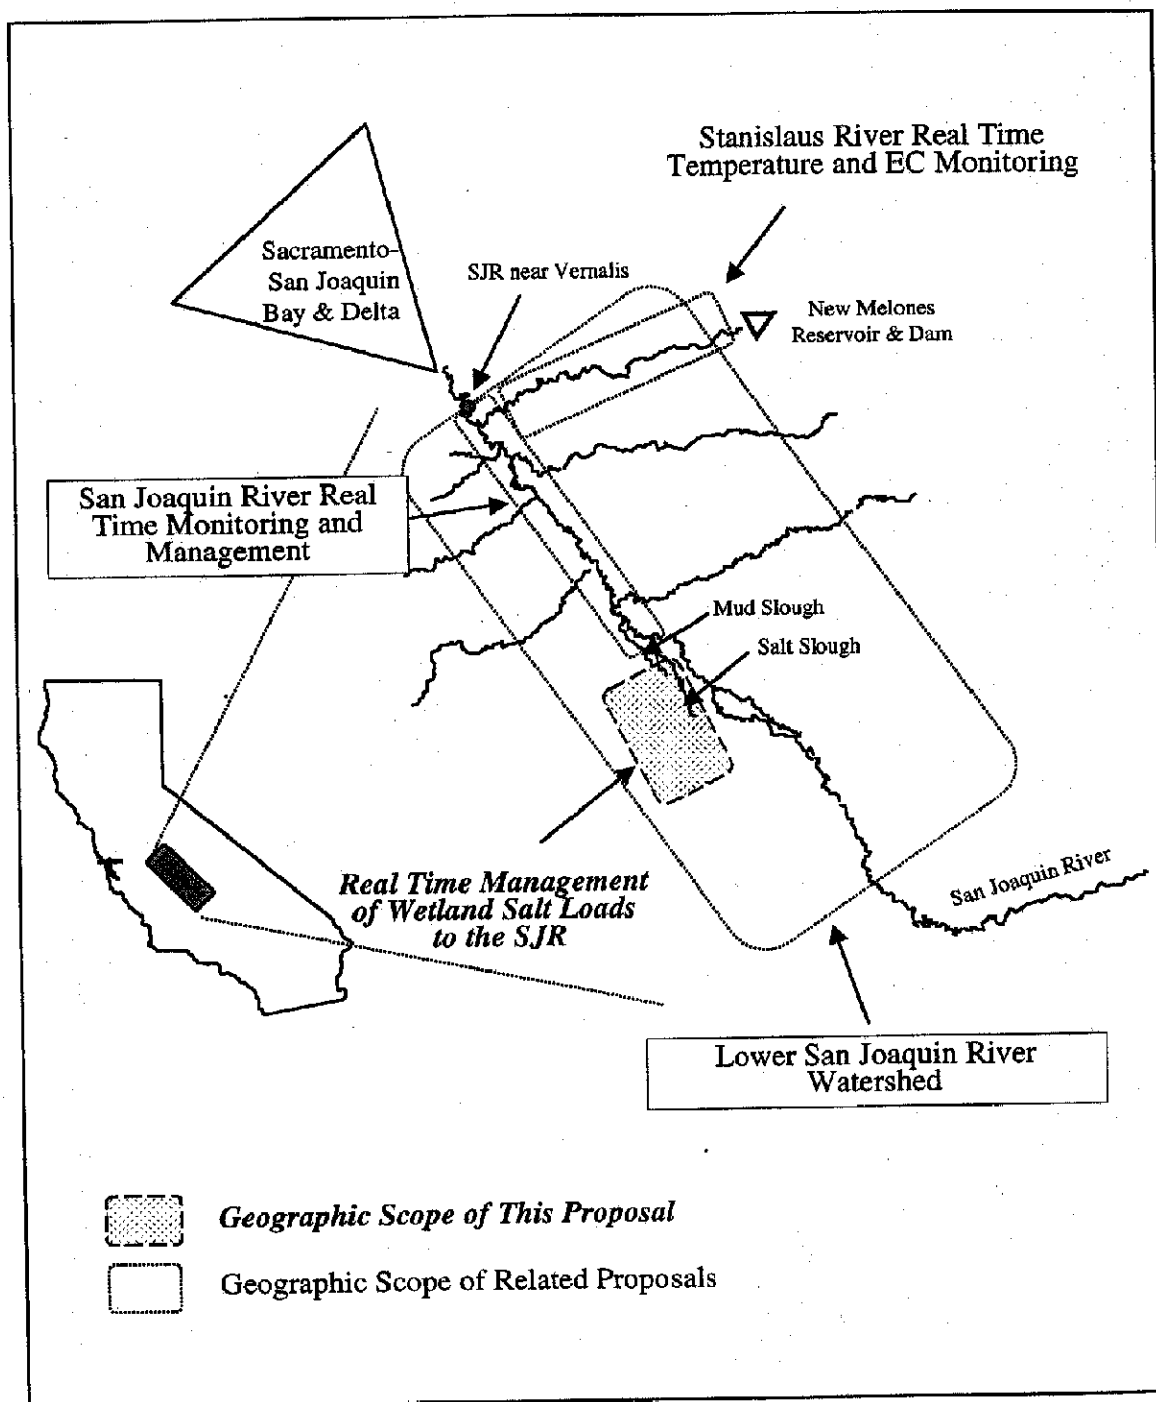 Stanislaus River Real Time
Temperature and EC Monitoring
Sacramento-
San Joaquin
Bay & Delta
SJR near Vernalis
New Melones
Reservoir & Dam
San Joaquin River Real
Time Monitoring and
Management
Mud Slough
Salt Slough
Real Time Management
of Wetland Salt Loads
to the SJR
San Joaquin River
Lower San Joaquin River
Watershed
Geographic Scope of This Proposal
Geographic Scope of Related Proposals